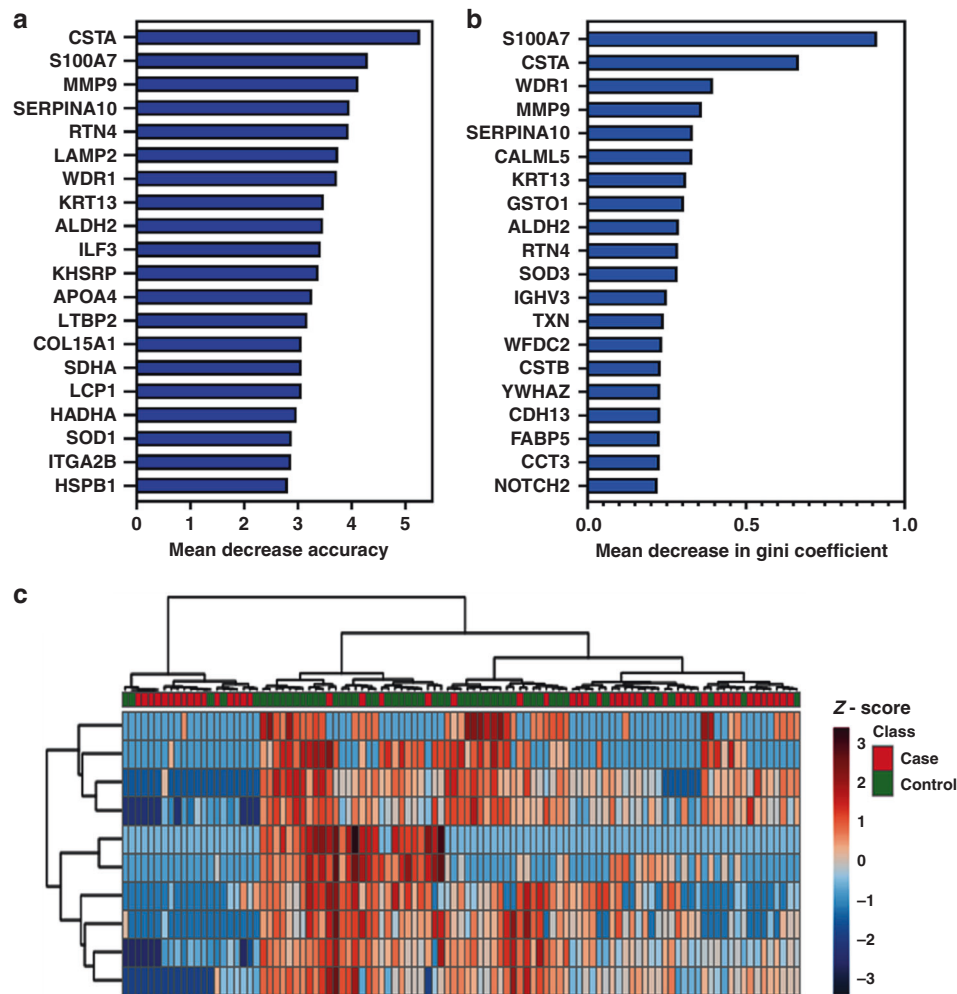 a
CSTA
S100A7
MMP9
SERPINA10
RTN4
LAMP2
WDR1
KRT13
ALDH2
ILF3
KHSRP
APOA4
LTBP2
COL15A1
SDHA
LCP1
HADHA
SOD1
ITGA2B
HSPB1
0 1 2 3 4 5
Mean decrease accuracy
b
S100A7
CSTA
WDR1
MMP9
SERPINA10
CALML5
KRT13
GSTO1
ALDH2
RTN4
SOD3
IGHV3
TXN
WFDC2
CSTB
YWHAZ
CDH13
FABP5
CCT3
NOTCH2
0.0 0.5 1.0
Mean decrease in gini coefficient
c
Z - score
3
2
1
0
−1
−2
−3
Class
Case
Control